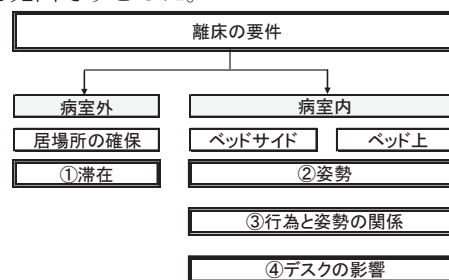 離床の要件
病室外
病室内
居場所の確保
ベッドサイド
ベッド上
①滞在
②姿勢
③行為と姿勢の関係
④デスクの影響